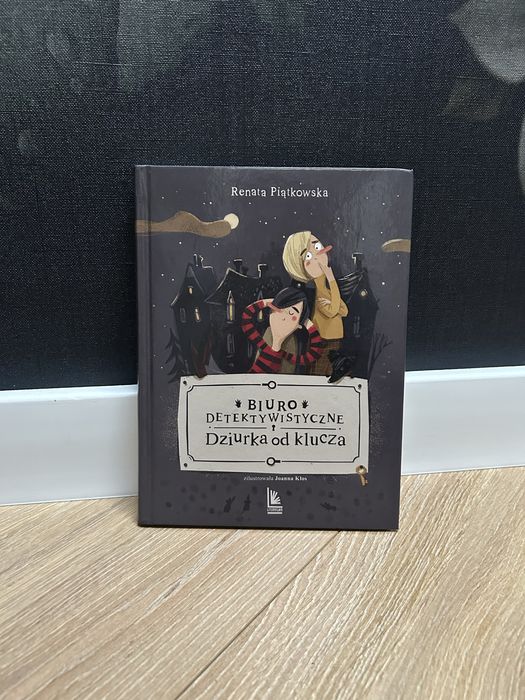 Renata Piątkowska
BIURO
DETEKTYWISTYCZNE
Dziurka od klucza
zilustrowała Joanna Kłos